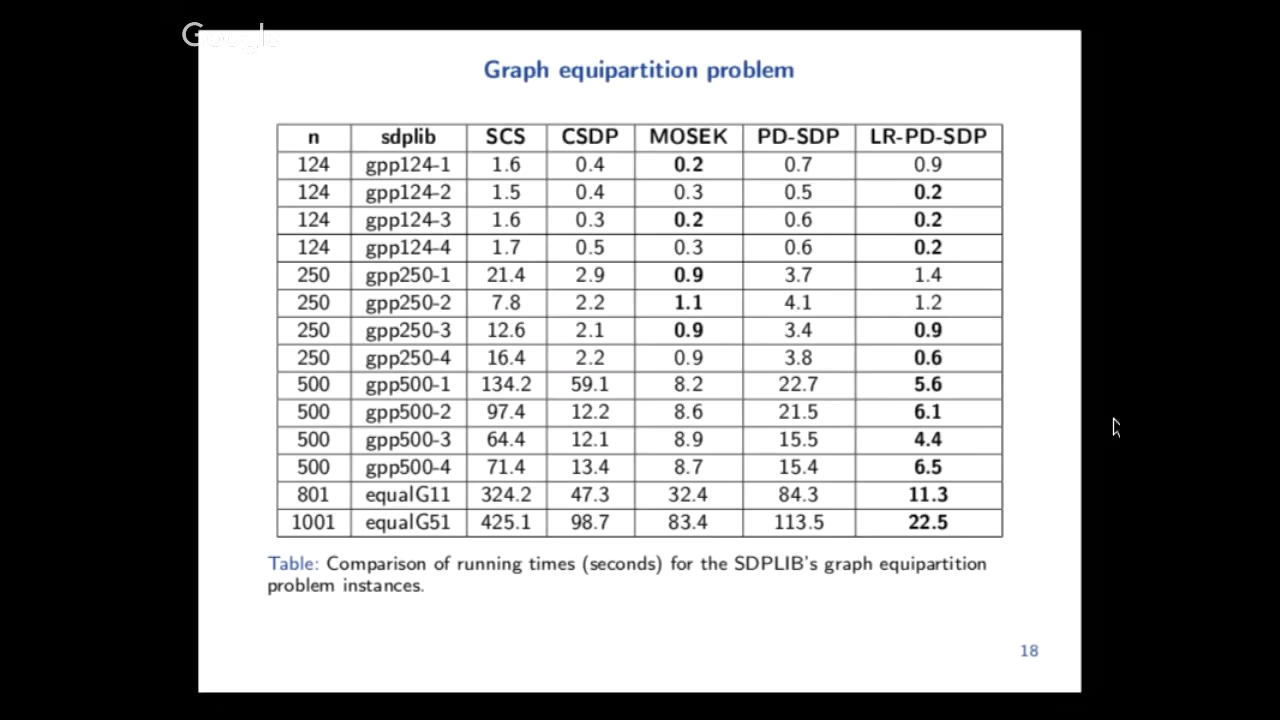 Google
Graph equipartition problem
n sdplib SCS CSDP MOSEK PD-SDP LR-PD-SDP
124 gpp124-1 1.6 0.4 0.2 0.7 0.9
124 gpp124-2 1.5 0.4 0.3 0.5 0.2
124 gpp124-3 1.6 0.3 0.2 0.6 0.2
124 gpp124-4 1.7 0.5 0.3 0.6 0.2
250 gpp250-1 21.4 2.9 0.9 3.7 1.4
250 gpp250-2 7.8 2.2 1.1 4.1 1.2
250 gpp250-3 12.6 2.1 0.9 3.4 0.9
250 gpp250-4 16.4 2.2 0.9 3.8 0.6
500 gpp500-1 134.2 59.1 8.2 22.7 5.6
500 gpp500-2 97.4 12.2 8.6 21.5 6.1
500 gpp500-3 64.4 12.1 8.9 15.5 4.4
500 gpp500-4 71.4 13.4 8.7 15.4 6.5
801 equalG11 324.2 47.3 32.4 84.3 11.3
1001 equalG51 425.1 98.7 83.4 113.5 22.5
Table: Comparison of running times (seconds) for the SDPLIB's graph equipartition
problem instances.
18